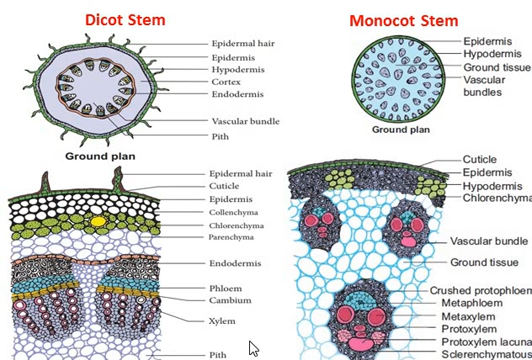 Dicot Stem
Epidermal hair
Epidermis
Hypodermis
Cortex
Endodermis
Vascular bundle
Pith
Ground plan
Epidermal hair
Cuticle
Epidermis
Collenchyma
Chlorenchyma
Parenchyma
Endodermis
Phloem
Cambium
Xylem
Pith
Monocot Stem
Epidermis
Hypodermis
Ground tissue
Vascular
bundles
Ground plan
Cuticle
Epidermis
Hypodermis
Chlorenchyma
Vascular bundle
Ground tissue
Crushed protophloem
Metaphloem
Metaxylem
Protoxylem
Protoxylem lacuna
Sclerenchymatous